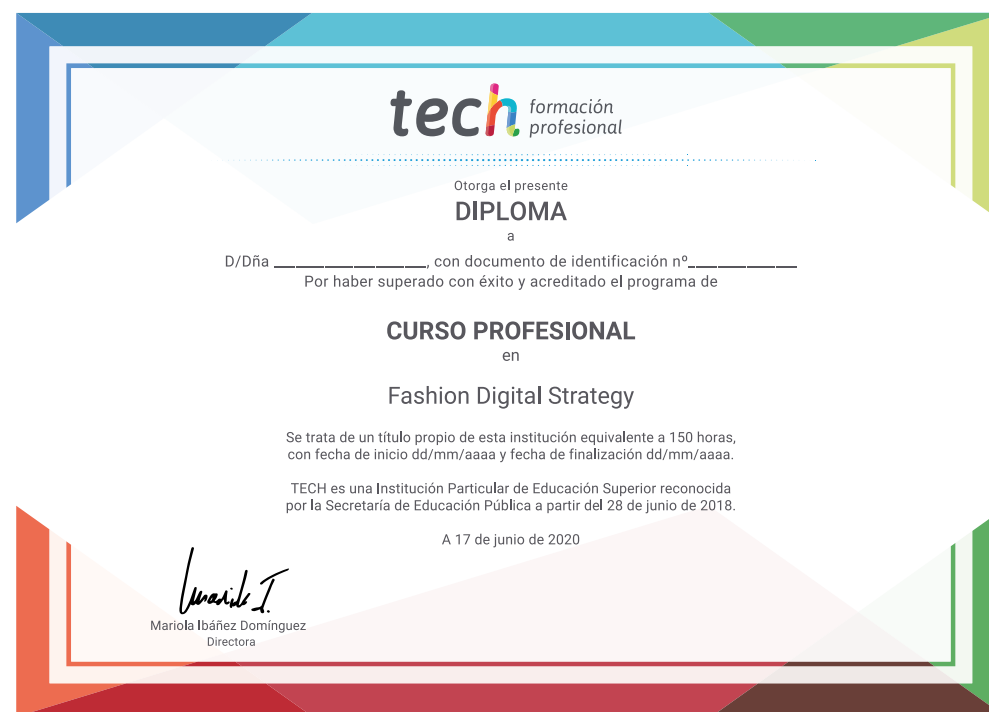 tech formación
profesional
Otorga el presente
DIPLOMA
a
D/Dña ______________, con documento de identificación nº__________
Por haber superado con éxito y acreditado el programa de
CURSO PROFESIONAL
en
Fashion Digital Strategy
Se trata de un título propio de esta institución equivalente a 150 horas,
con fecha de inicio dd/mm/aaaa y fecha de finalización dd/mm/aaaa.
TECH es una Institución Particular de Educación Superior reconocida
por la Secretaría de Educación Pública a partir del 28 de junio de 2018.
A 17 de junio de 2020
Mariola Ibáñez Domínguez
Directora